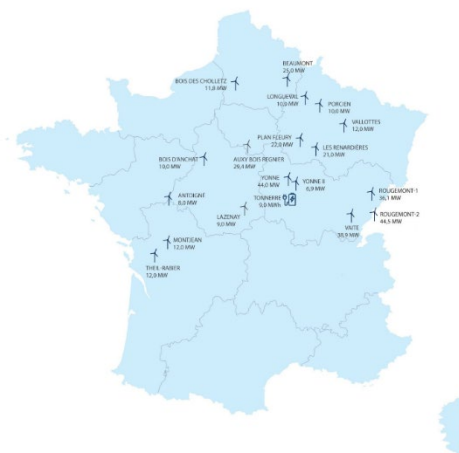 REAUMONT
25,0 MW
BOIS DES CHOLLETZ
11,8 MW
LONGUEVAL
10,0 MW
PORCIEN
10,0 MW
VALLOTTES
12,0 MW
PLAN FLEURY
22,0 MW
LES RENARDIÈRES
21,0 MW
BOIS D'ANCHAT
10,0 MW
AUXY BOIS REGNIER
29,4 MW
YONNE
44,0 MW
YONNE II
6,9 MW
TONNERRE
9,0 MWh
ROUGEMONT-1
36,1 MW
ROUGEMONT-2
44,5 MW
VAITE
38,9 MW
ANTOIGNÉ
8,0 MW
LAZENAY
9,0 MW
MONTJEAN
12,0 MW
THEIL-RABIER
12,0 MW